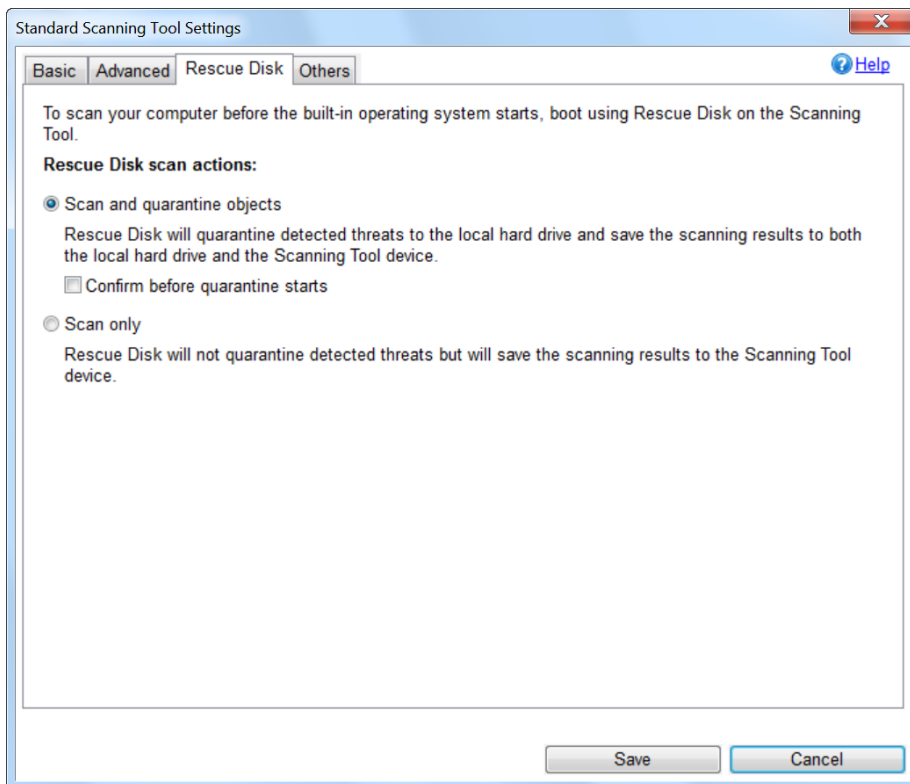 Standard Scanning Tool Settings
Basic Advanced Rescue Disk Others
Help
To scan your computer before the built-in operating system starts, boot using Rescue Disk on the Scanning
Tool.
Rescue Disk scan actions:
Scan and quarantine objects
Rescue Disk will quarantine detected threats to the local hard drive and save the scanning results to both
the local hard drive and the Scanning Tool device.
Confirm before quarantine starts
Scan only
Rescue Disk will not quarantine detected threats but will save the scanning results to the Scanning Tool
device.
Save Cancel